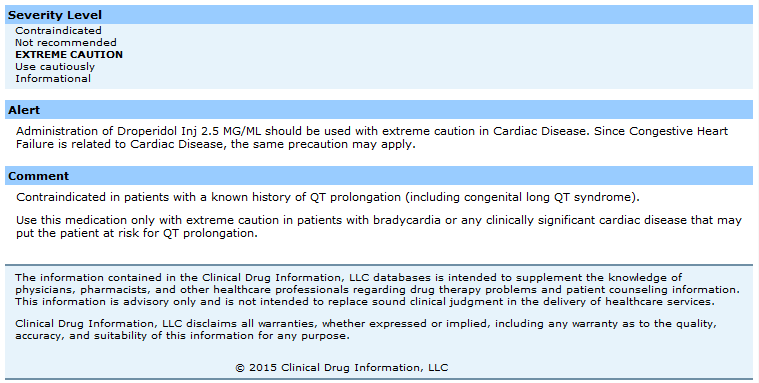 Severity Level
Contraindicated
Not recommended
EXTREME CAUTION
Use cautiously
Informational
Alert
Administration of Droperidol Inj 2.5 MG/ML should be used with extreme caution in Cardiac Disease. Since Congestive Heart
Failure is related to Cardiac Disease, the same precaution may apply.
Comment
Contraindicated in patients with a known history of QT prolongation (including congenital long QT syndrome).
Use this medication only with extreme caution in patients with bradycardia or any clinically significant cardiac disease that may
put the patient at risk for QT prolongation.
The information contained in the Clinical Drug Information, LLC databases is intended to supplement the knowledge of
physicians, pharmacists, and other healthcare professionals regarding drug therapy problems and patient counseling information.
This information is advisory only and is not intended to replace sound clinical judgment in the delivery of healthcare services.
Clinical Drug Information, LLC disclaims all warranties, whether expressed or implied, including any warranty as to the quality,
accuracy, and suitability of this information for any purpose.
© 2015 Clinical Drug Information, LLC